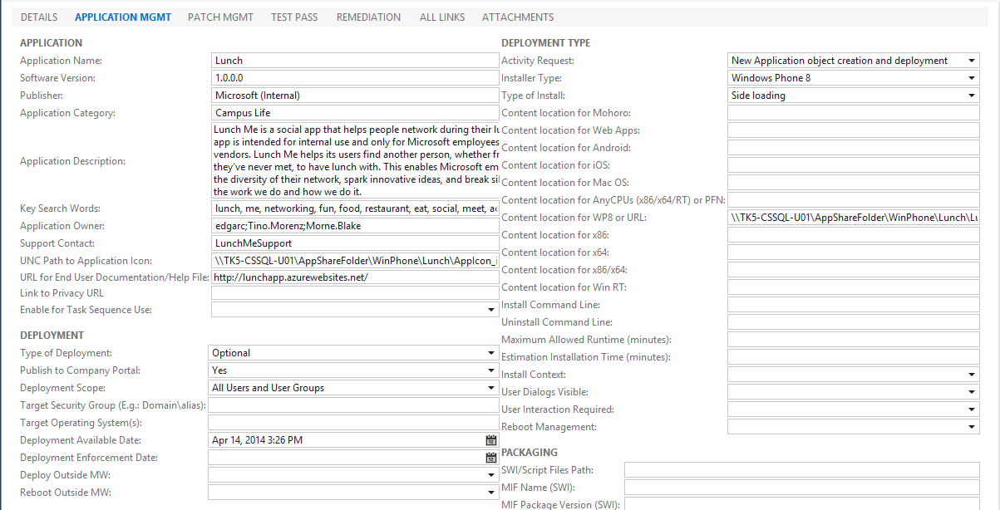 DETAILS APPLICATION MGMT PATCH MGMT TEST PASS REMEDIATION ALL LINKS ATTACHMENTS
APPLICATION
Application Name: Lunch
Software Version: 1.0.0.0
Publisher: Microsoft (Internal)
Application Category: Campus Life
Application Description:
Lunch Me is a social app that helps people network during their lu
app is intended for internal use and only for Microsoft employees
vendors. Lunch Me helps its users find another person, whether fr
they've never met, to have lunch with. This enables Microsoft em
the diversity of their network, spark innovative ideas, and break sil
the work we do and how we do it.
Key Search Words: lunch, me, networking, fun, food, restaurant, eat, social, meet,
Application Owner: edgarc;Tino.Morenz;Morne.Blake
Support Contact: LunchMeSupport
UNC Path to Application Icon: \\TK5-CSSQL-U01\AppShareFolder\WinPhone\Lunch\AppIcon_
URL for End User Documentation/Help File: http://lunchapp.azurewebsites.net/
Link to Privacy URL
Enable for Task Sequence Use:
DEPLOYMENT
Type of Deployment: Optional
Publish to Company Portal: Yes
Deployment Scope: All Users and User Groups
Target Security Group (E.g.: Domain\alias):
Target Operating System(s):
Deployment Available Date: Apr 14, 2014 3:26 PM
Deployment Enforcement Date:
Deploy Outside MW:
Reboot Outside MW:
DEPLOYMENT TYPE
Activity Request: New Application object creation and deployment
Installer Type: Windows Phone 8
Type of Install: Side loading
Content location for Mohoro:
Content location for Web Apps:
Content location for Android:
Content location for iOS:
Content location for Mac OS:
Content location for AnyCPUs (x86/x64/RT) or PFN:
Content location for WP8 or URL: \\TK5-CSSQL-U01\AppShareFolder\WinPhone\Lunch\Lu
Content location for x86:
Content location for x64:
Content location for x86/x64:
Content location for Win RT:
Install Command Line:
Uninstall Command Line:
Maximum Allowed Runtime (minutes):
Estimation Installation Time (minutes):
Install Context:
User Dialogs Visible:
User Interaction Required:
Reboot Management:
PACKAGING
SWI/Script Files Path:
MIF Name (SWI):
MIF Package Version (SWI):